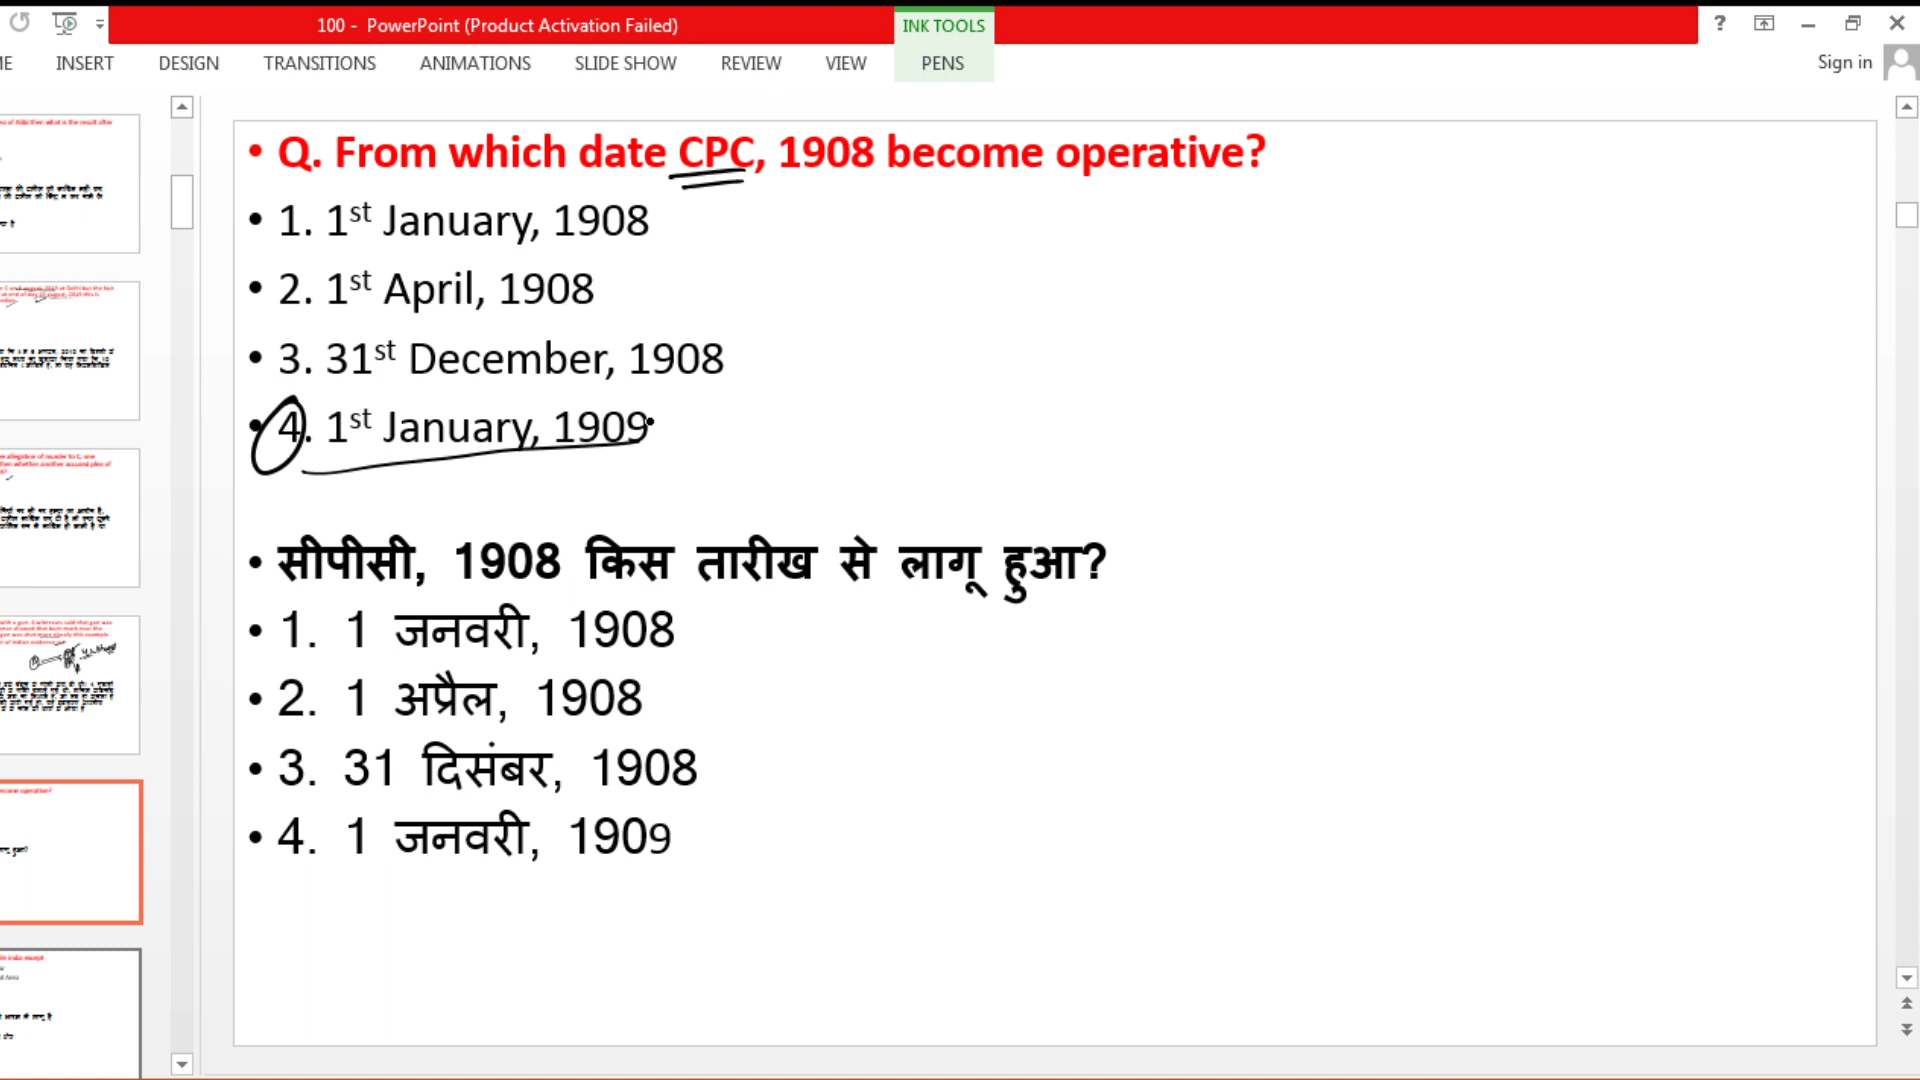 100 - PowerPoint (Product Activation Failed)
INK TOOLS
?
INSERT DESIGN TRANSITIONS ANIMATIONS SLIDE SHOW REVIEW VIEW PENS
Sign in
• Q. From which date CPC, 1908 become operative?
• 1. 1st January, 1908
• 2. 1st April, 1908
• 3. 31st December, 1908
• 4. 1st January, 1909
• सीपीसी, 1908 किस तारीख से लागू हुआ?
• 1. 1 जनवरी, 1908
• 2. 1 अप्रैल, 1908
• 3. 31 दिसंबर, 1908
• 4. 1 जनवरी, 1909